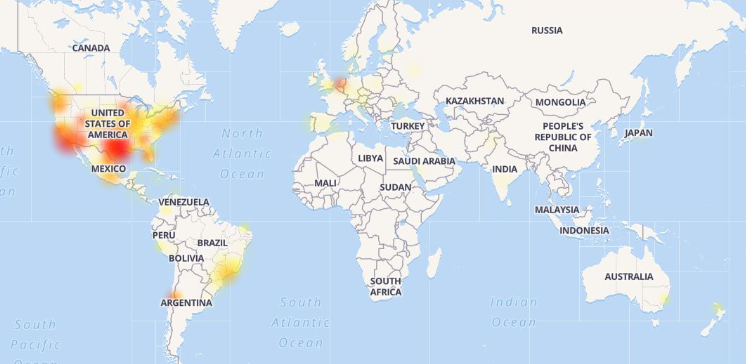 RUSSIA
CANADA
KAZAKHSTAN
MONGOLIA
UNITED
STATES OF
AMERICA
North
Atlantic
Ocean
TURKEY
PEOPLE'S
REPUBLIC OF
CHINA
JAPAN
LIBYA
SAUDI ARABIA
MEXICO
INDIA
MALI
SUDAN
VENEZUELA
MALAYSIA
INDONESIA
PERU
BRAZIL
BOLIVIA
AUSTRALIA
SOUTH
AFRICA
ARGENTINA
South
Atlantic
Ocean
Indian
Ocean
South
Pacific